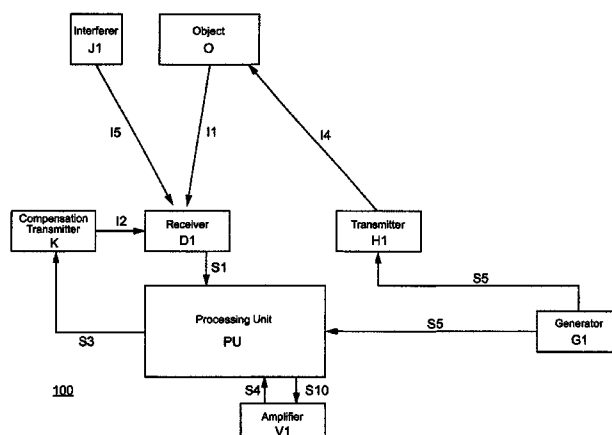 Interferer
J1
Object
O
I5
I1
I4
Compensation
Transmitter
K
I2
Receiver
D1
Transmitter
H1
S1
S5
Processing Unit
PU
S3
S5
Generator
G1
100
S4
S10
Amplifier
V1